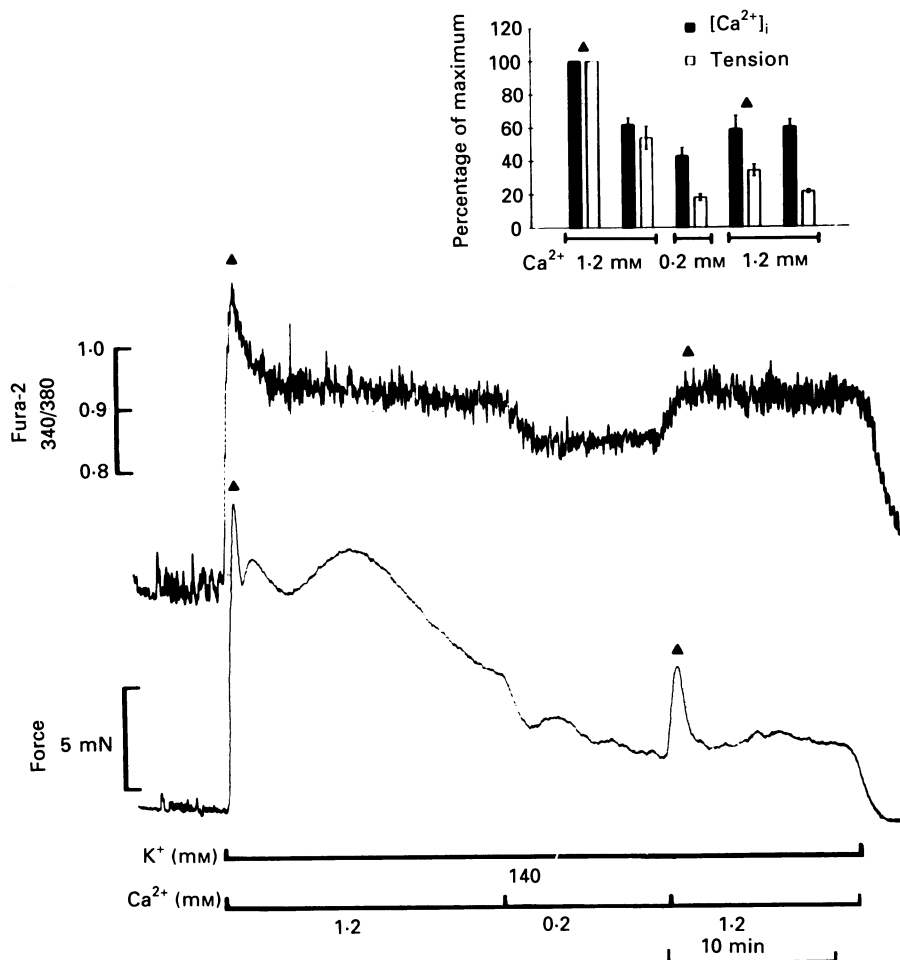 120
100
80
60
40
20
0
Percentage of maximum
[Ca²⁺]ᵢ
Tension
Ca²⁺ 1·2 mM 0·2 mM 1·2 mM
Fura-2
340/380
1·0
0·9
0·8
Force
5 mN
K⁺ (mM)
140
Ca²⁺ (mM)
1·2 0·2 1·2
10 min